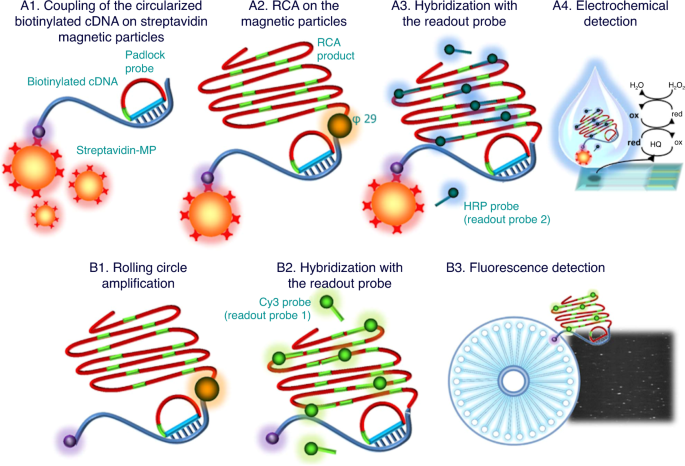 A1. Coupling of the circularized
biotinylated cDNA on streptavidin
magnetic particles
Padlock
probe
Biotinylated cDNA
Streptavidin-MP
A2. RCA on the
magnetic particles
RCA
product
φ 29
A3. Hybridization with
the readout probe
HRP probe
(readout probe 2)
A4. Electrochemical
detection
H₂O
H₂O₂
ox
red
red
HQ
ox
B1. Rolling circle
amplification
B2. Hybridization with
the readout probe
Cy3 probe
(readout probe 1)
B3. Fluorescence detection